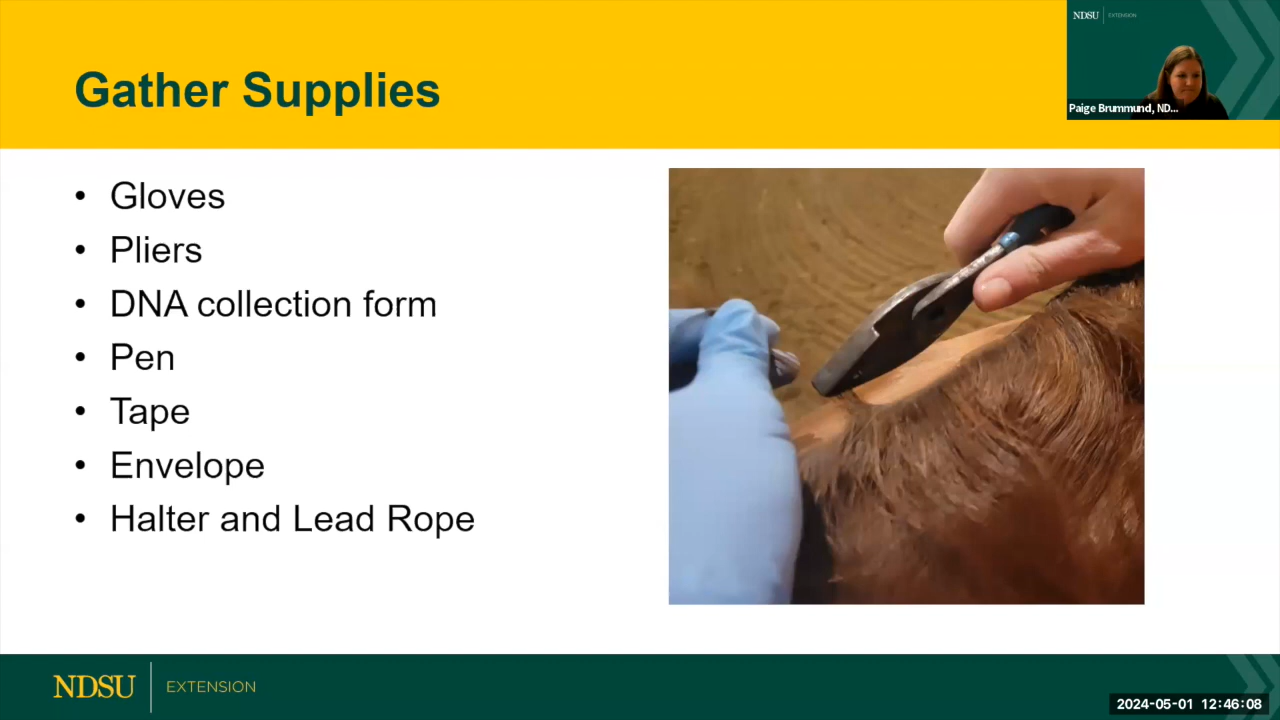 NDSU EXTENSION
Gather Supplies
Paige Brummund, ND...
• Gloves
• Pliers
• DNA collection form
• Pen
• Tape
• Envelope
• Halter and Lead Rope
NDSU EXTENSION
2024-05-01 12:46:08